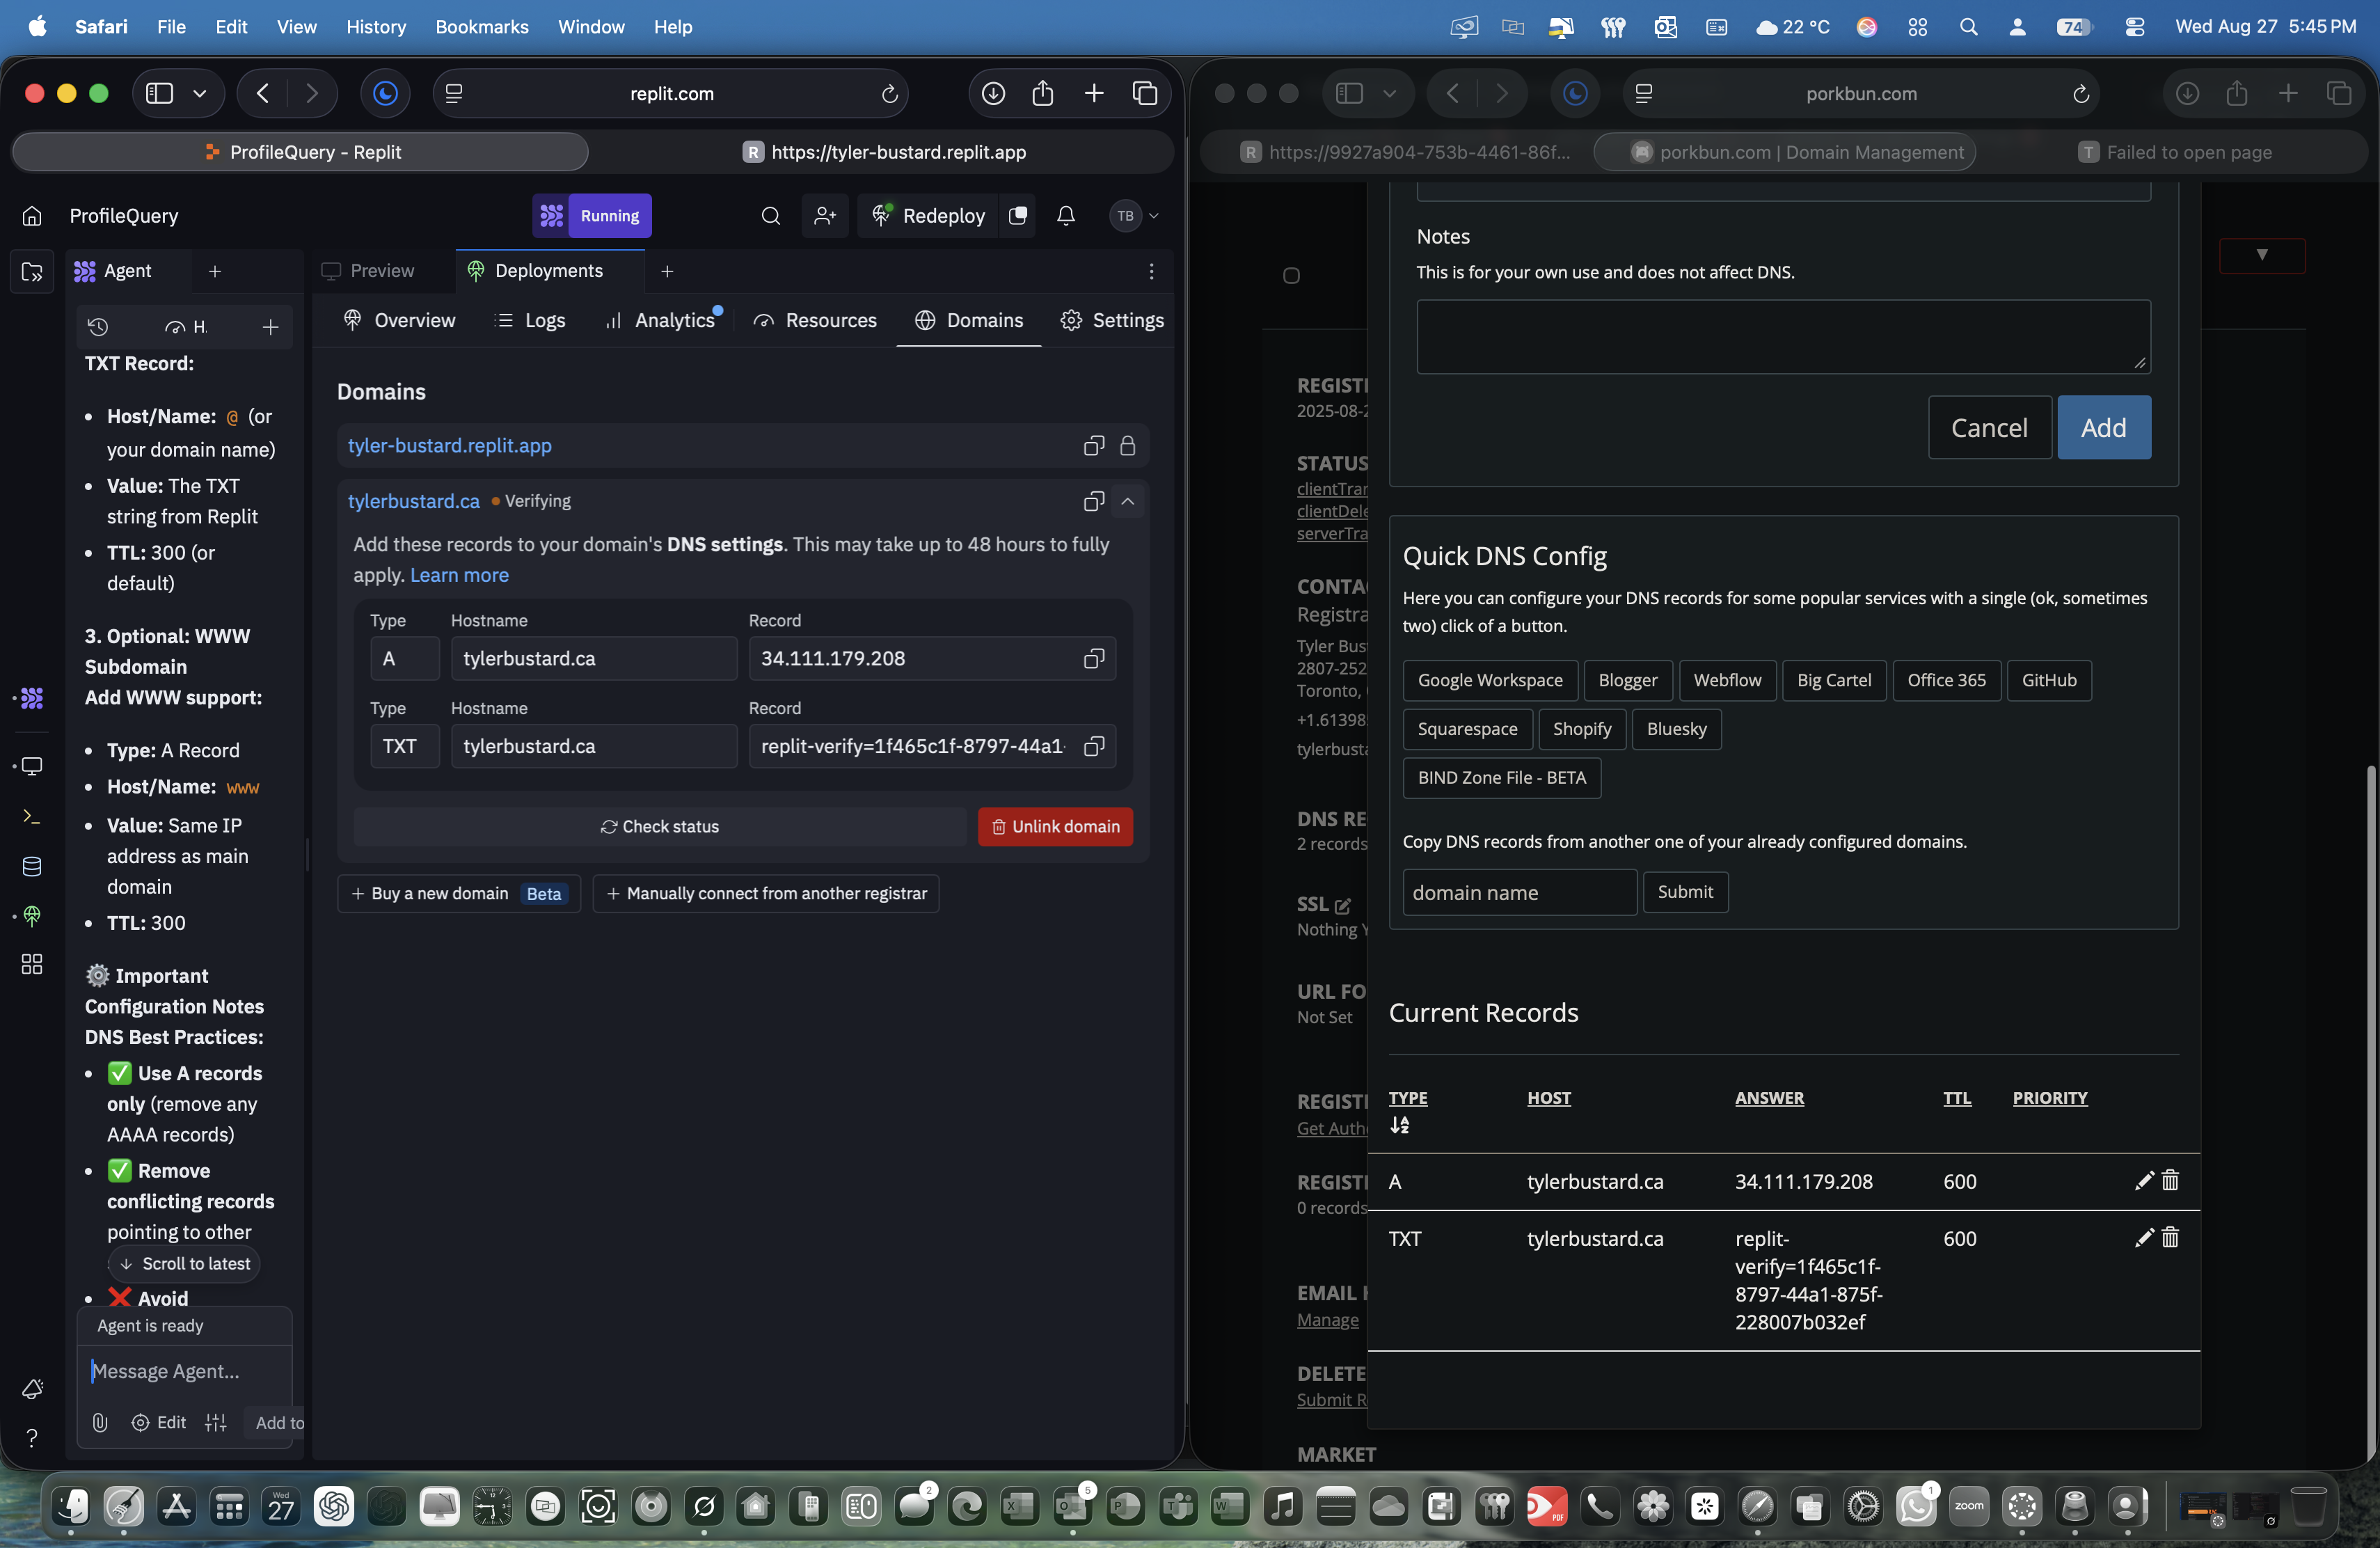 Safari File Edit View History Bookmarks Window Help 22 °C 74 Wed Aug 27 5:45 PM
replit.com
ProfileQuery - Replit
R https://tyler-bustard.replit.app
ProfileQuery
Running
Redeploy
TB
Agent
Preview
Deployments
H.
Overview
Logs
Analytics
Resources
Domains
Settings
TXT Record:
• Host/Name: @ (or
your domain name)
• Value: The TXT
string from Replit
• TTL: 300 (or
default)
3. Optional: WWW
Subdomain
Add WWW support:
• Type: A Record
• Host/Name: www
• Value: Same IP
address as main
domain
• TTL: 300
⚙️ Important
Configuration Notes
DNS Best Practices:
• ✅ Use A records
only (remove any
AAAA records)
• ✅ Remove
conflicting records
pointing to other
Scroll to latest
• ❌ Avoid
Agent is ready
Message Agent...
Edit
Add to
Domains
tyler-bustard.replit.app
tylerbustard.ca • Verifying
Add these records to your domain's DNS settings. This may take up to 48 hours to fully
apply. Learn more
Type Hostname Record
A tylerbustard.ca 34.111.179.208
Type Hostname Record
TXT tylerbustard.ca replit-verify=1f465c1f-8797-44a1-
Check status
Unlink domain
+ Buy a new domain Beta
+ Manually connect from another registrar
porkbun.com
R https://9927a904-753b-4461-86f...
porkbun.com | Domain Management
T Failed to open page
REGISTI
2025-08-2
STATUS
clientTrar
clientDele
serverTra
CONTA
Registra
Tyler Bus
2807-252
Toronto,
+1.61398
tylerbusta
DNS RE
2 records
SSL
Nothing Y
URL FO
Not Set
REGISTI
Get Auth
REGISTI
0 records
EMAIL
Manage
DELETE
Submit R
MARKET
Notes
This is for your own use and does not affect DNS.
Cancel
Add
Quick DNS Config
Here you can configure your DNS records for some popular services with a single (ok, sometimes
two) click of a button.
Google Workspace Blogger Webflow Big Cartel Office 365 GitHub
Squarespace Shopify Bluesky
BIND Zone File - BETA
Copy DNS records from another one of your already configured domains.
domain name
Submit
Current Records
TYPE HOST ANSWER TTL PRIORITY
A tylerbustard.ca 34.111.179.208 600
TXT tylerbustard.ca replit- 600
verify=1f465c1f-
8797-44a1-875f-
228007b032ef
Wed
27
2
5
1
zoom
PDF